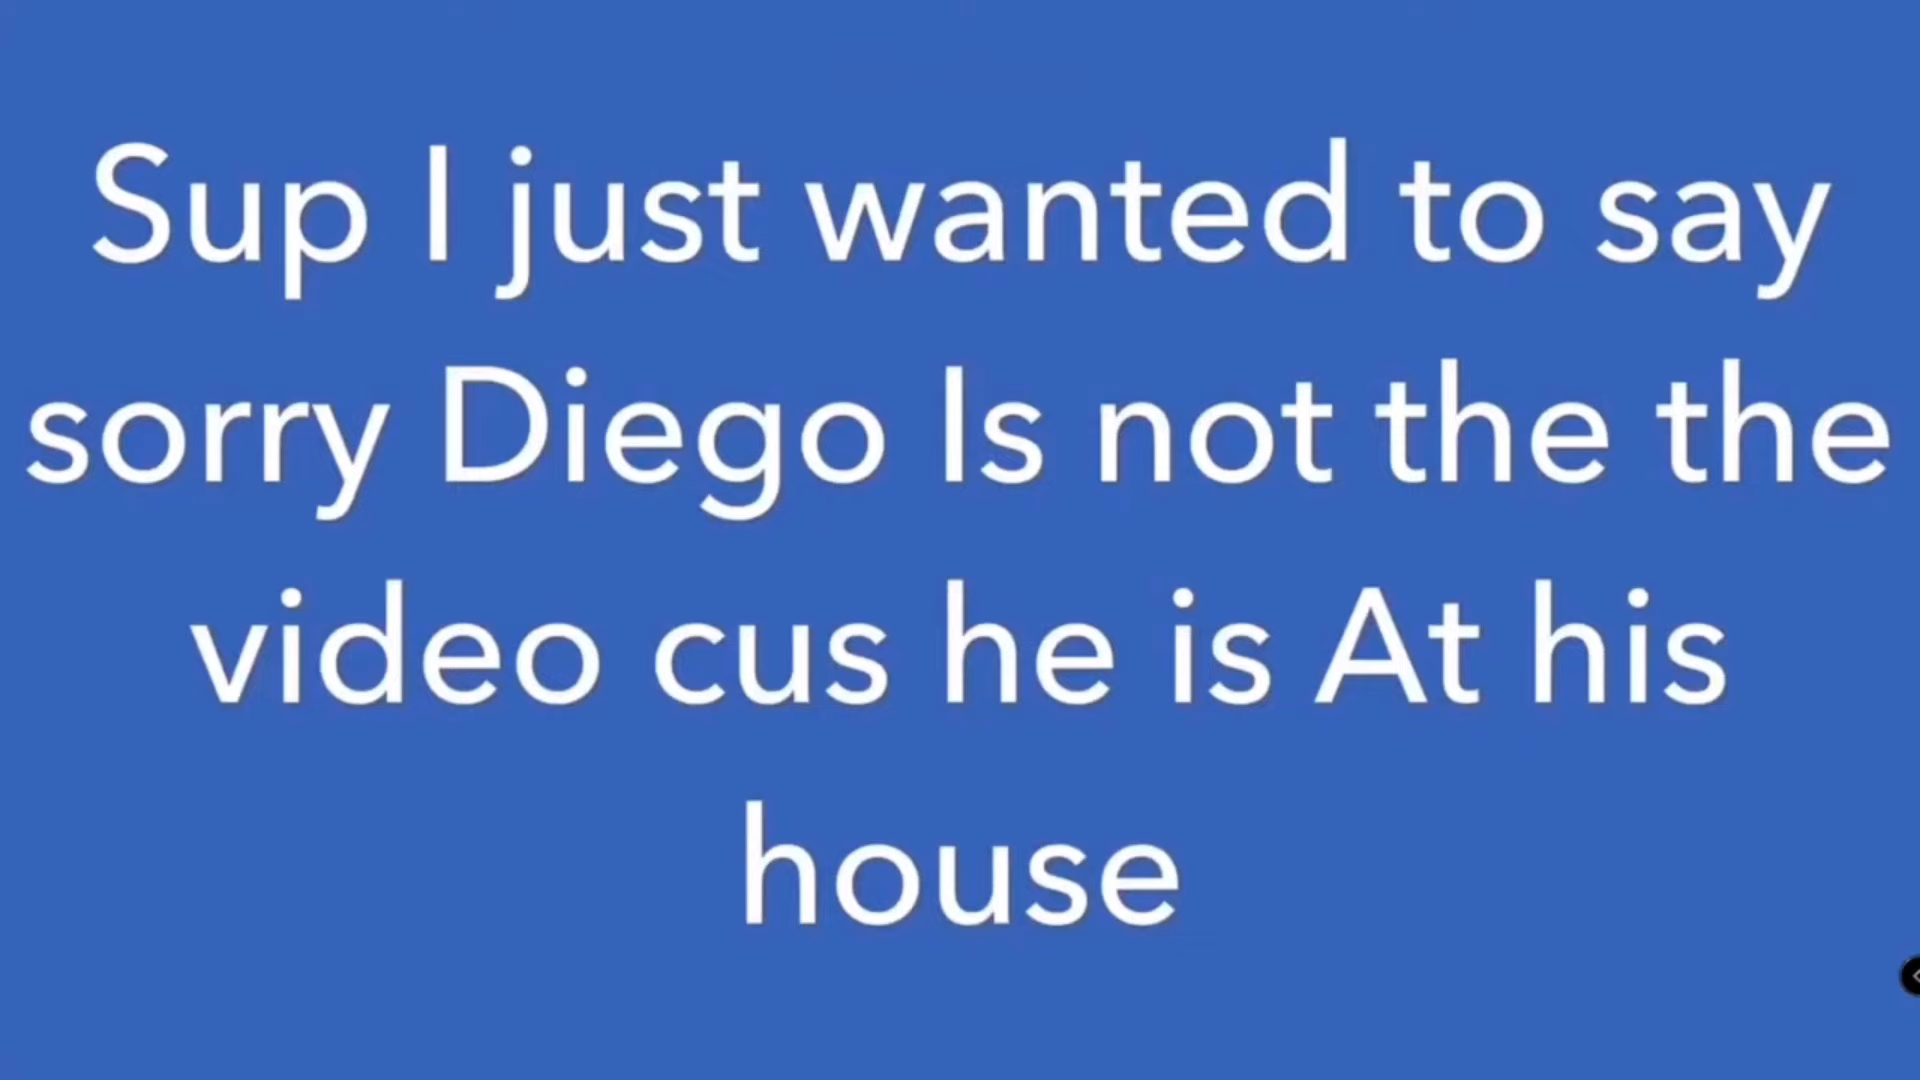 Sup I just wanted to say
sorry Diego Is not the the
video cus he is At his
house